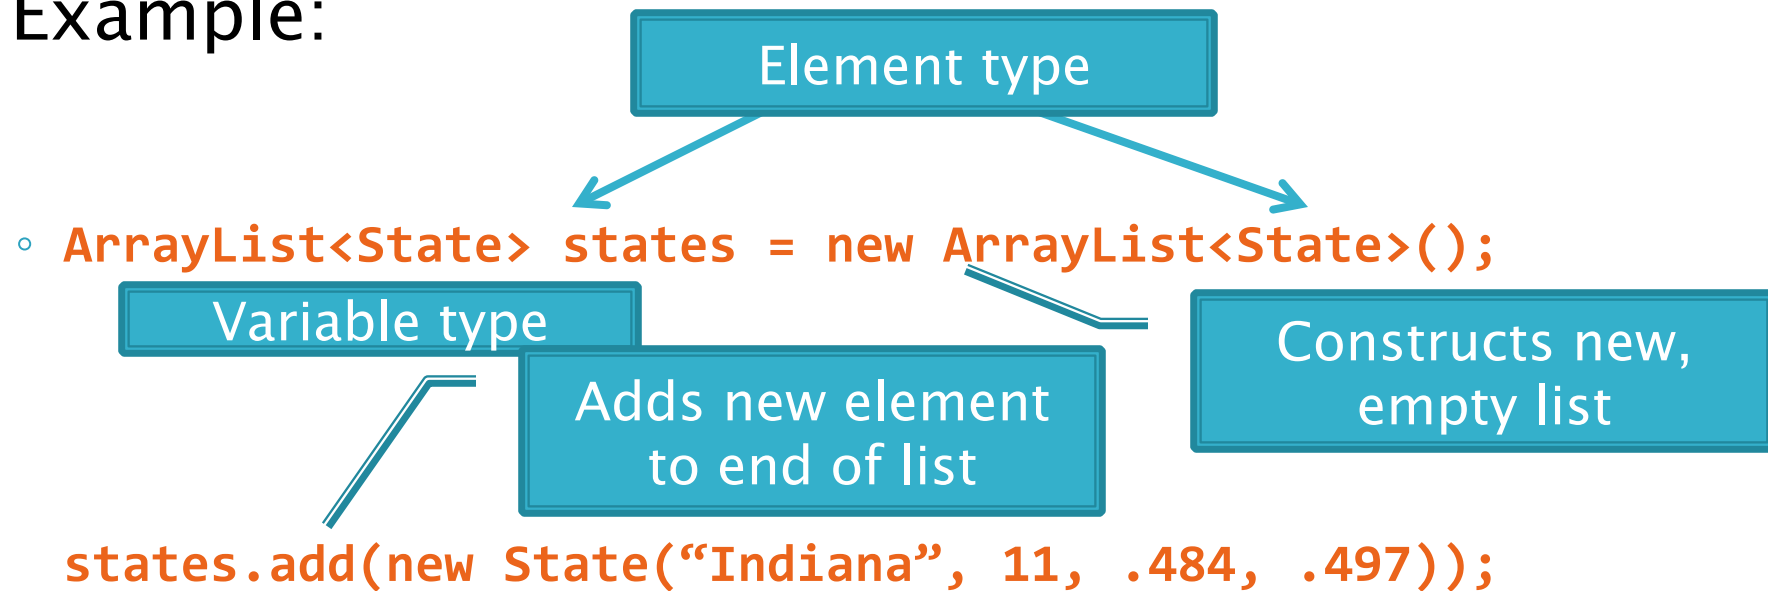 Example:
Element type
◦ ArrayList<State> states = new ArrayList<State>();
Variable type
Constructs new,
empty list
Adds new element
to end of list
states.add(new State(“Indiana”, 11, .484, .497));